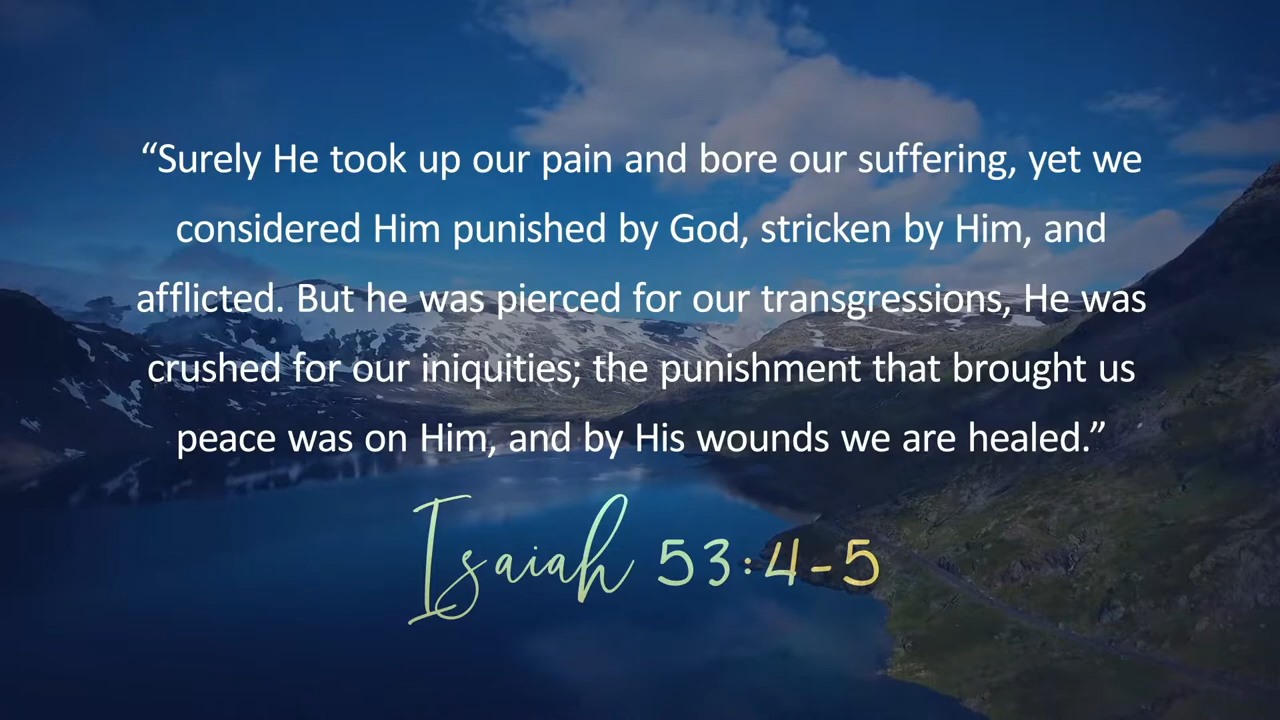 “Surely He took up our pain and bore our suffering, yet we
considered Him punished by God, stricken by Him, and
afflicted. But he was pierced for our transgressions, He was
crushed for our iniquities; the punishment that brought us
peace was on Him, and by His wounds we are healed.”
Isaiah 53:4-5